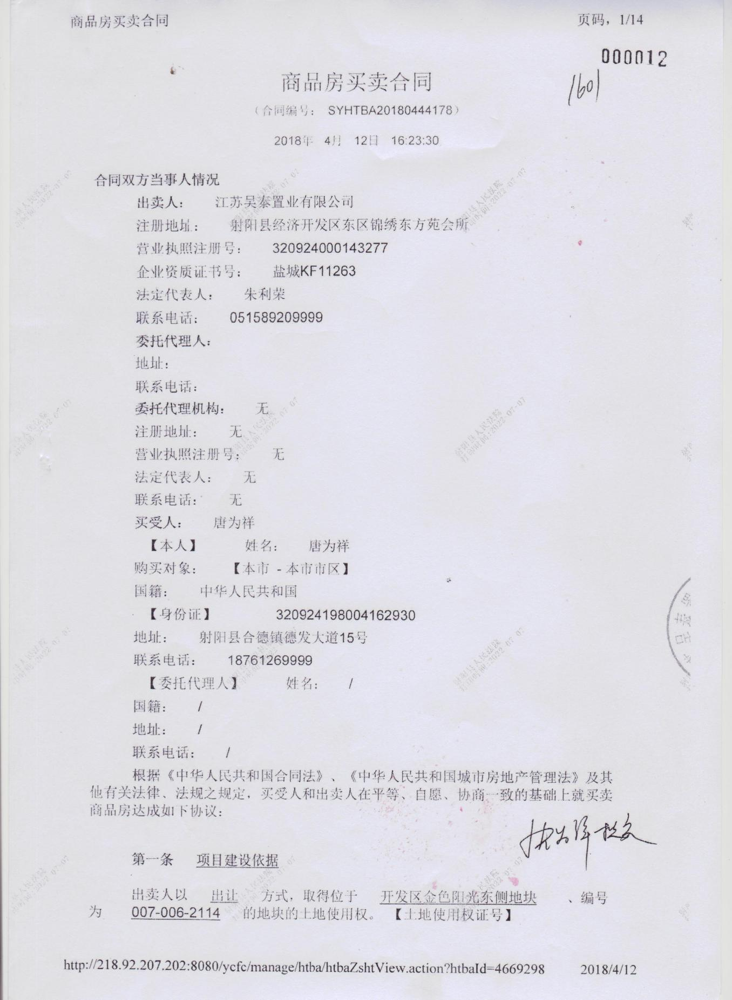 商品房买卖合同
页码，1/14
000012
1601
商品房买卖合同
（合同编号： SYHTBA20180444178）
2018年 4月 12日 16:23:30
合同双方当事人情况
出卖人： 江苏吴泰置业有限公司
注册地址： 射阳县经济开发区东区锦绣东方苑会所
营业执照注册号： 320924000143277
企业资质证书号： 盐城KF11263
法定代表人： 朱利荣
联系电话： 051589209999
委托代理人：
地址：
联系电话：
委托代理机构： 无
注册地址： 无
营业执照注册号： 无
法定代表人： 无
联系电话： 无
买受人： 唐为祥
【本人】 姓名： 唐为祥
购买对象： 【本市 - 本市市区】
国籍： 中华人民共和国
【身份证】 320924198004162930
地址： 射阳县合德镇德发大道15号
联系电话： 18761269999
【委托代理人】 姓名： /
国籍： /
地址： /
联系电话： /
根据《中华人民共和国合同法》、《中华人民共和国城市房地产管理法》及其
他有关法律、法规之规定，买受人和出卖人在平等、自愿、协商一致的基础上就买卖
商品房达成如下协议：
第一条 项目建设依据
出卖人以 出让 方式，取得位于 开发区金色阳光东侧地块 、编号
为 007-006-2114 的地块的土地使用权。【土地使用权证号】
http://218.92.207.202:8080/ycfc/manage/htba/htbaZshtView.action?htbaId=4669298
2018/4/12
射阳县人民法院
打印时间:2022-07-07